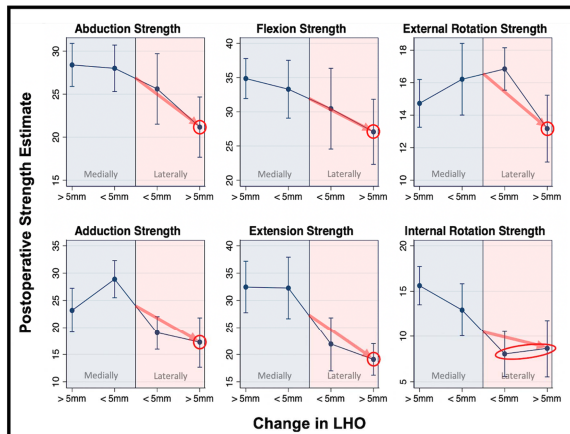 Postoperative Strength Estimate
Abduction Strength
30
25
20
15
Medially
Laterally
> 5mm < 5mm < 5mm > 5mm
Flexion Strength
40
35
30
25
20
Medially
Laterally
> 5mm < 5mm < 5mm > 5mm
External Rotation Strength
18
16
14
12
10
Medially
Laterally
> 5mm < 5mm < 5mm > 5mm
Adduction Strength
35
30
25
20
15
10
Medially
Laterally
> 5mm < 5mm < 5mm > 5mm
Extension Strength
40
35
30
25
20
15
Medially
Laterally
> 5mm < 5mm < 5mm > 5mm
Internal Rotation Strength
20
15
10
5
Medially
Laterally
> 5mm < 5mm < 5mm > 5mm
Change in LHO